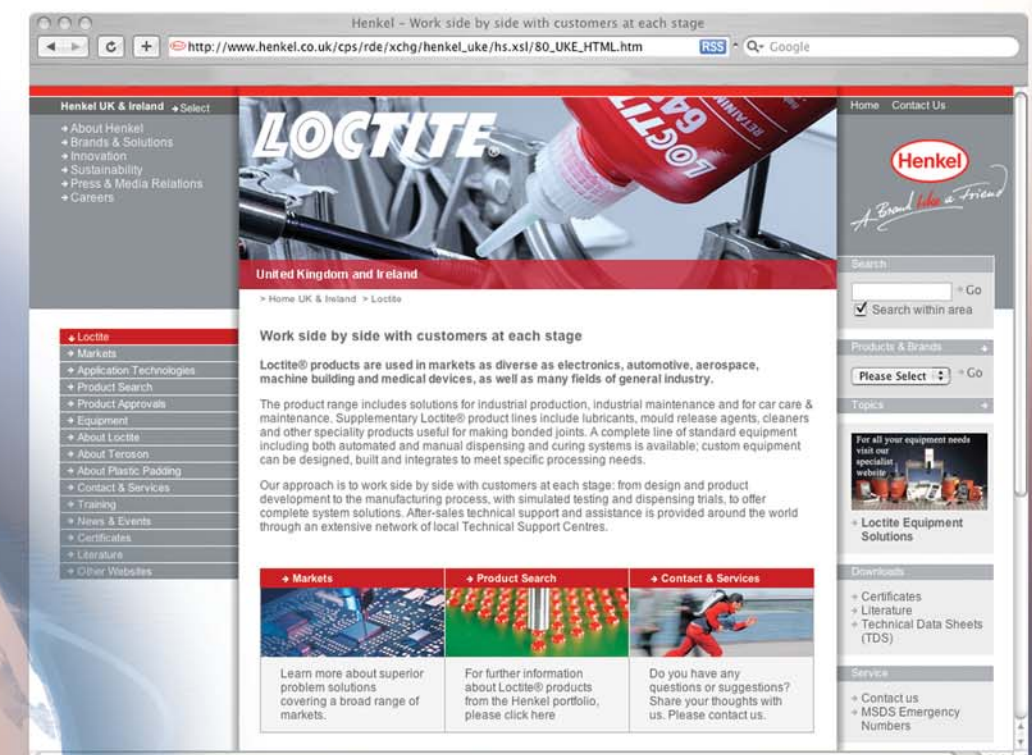 Henkel – Work side by side with customers at each stage
http://www.henkel.co.uk/cps/rde/xchg/henkel_uke/hs.xsl/80_UKE_HTML.htm
RSS
Google
Henkel UK & Ireland
Select
About Henkel
Brands & Solutions
Innovation
Sustainability
Press & Media Relations
Careers
LOCTITE®
LOCTITE
RETAINING
United Kingdom and Ireland
Home Contact Us
Henkel
A Brand like a Friend
> Home UK & Ireland > Loctite
Loctite
Markets
Application Technologies
Product Search
Product Approvals
Equipment
About Loctite
About Teroson
About Plastic Padding
Contact & Services
Training
News & Events
Certificates
Literature
Other Websites
Work side by side with customers at each stage
Loctite® products are used in markets as diverse as electronics, automotive, aerospace,
machine building and medical devices, as well as many fields of general industry.
The product range includes solutions for industrial production, industrial maintenance and for car care &
maintenance. Supplementary Loctite® product lines include lubricants, mould release agents, cleaners
and other speciality products useful for making bonded joints. A complete line of standard equipment
including both automated and manual dispensing and curing systems is available; custom equipment
can be designed, built and integrates to meet specific processing needs.
Our approach is to work side by side with customers at each stage: from design and product
development to the manufacturing process, with simulated testing and dispensing trials, to offer
complete system solutions. After-sales technical support and assistance is provided around the world
through an extensive network of local Technical Support Centres.
Markets
Learn more about superior
problem solutions
covering a broad range of
markets.
Product Search
For further information
about Loctite® products
from the Henkel portfolio,
please click here
Contact & Services
Do you have any
questions or suggestions?
Share your thoughts with
us. Please contact us.
Search
Go
Search within area
Products & Brands
Please Select
Go
Topics
For all your equipment needs
visit our
specialist
website
Loctite Equipment
Solutions
Downloads
Certificates
Literature
Technical Data Sheets
(TDS)
Service
Contact us
MSDS Emergency
Numbers